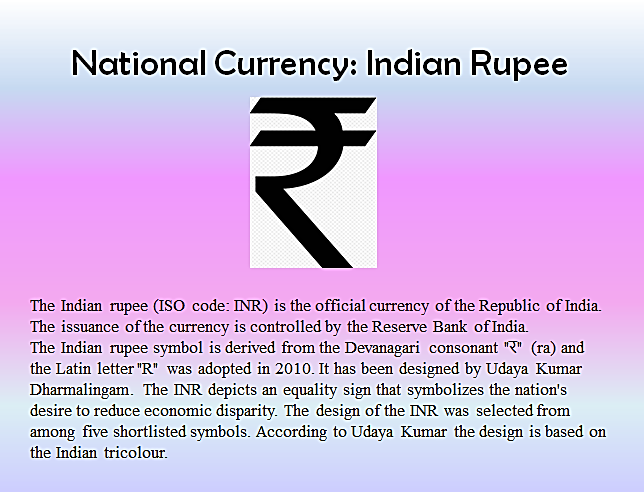 National Currency: Indian Rupee
₹
The Indian rupee (ISO code: INR) is the official currency of the Republic of India.
The issuance of the currency is controlled by the Reserve Bank of India.
The Indian rupee symbol is derived from the Devanagari consonant "र" (ra) and
the Latin letter "R" was adopted in 2010. It has been designed by Udaya Kumar
Dharmalingam. The INR depicts an equality sign that symbolizes the nation's
desire to reduce economic disparity. The design of the INR was selected from
among five shortlisted symbols. According to Udaya Kumar the design is based on
the Indian tricolour.